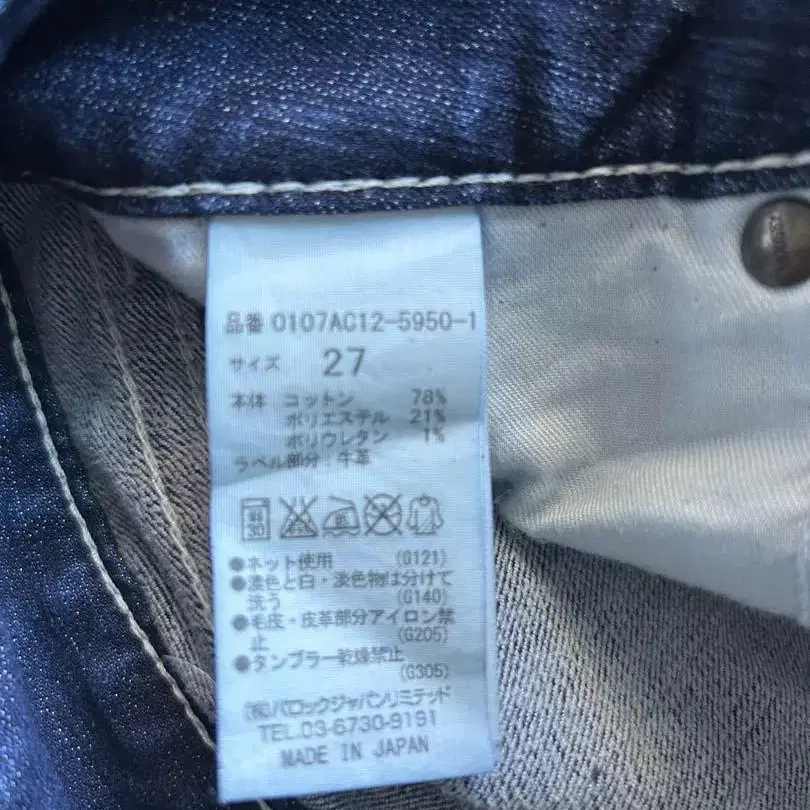 品番 0107AC12-5950-1
サイズ 27
本体 コットン 78%
ポリエステル 21%
ポリウレタン 1%
ラベル部分：牛革
●ネット使用 (G121)
●濃色と白・淡色物は分けて
洗う (G140)
●毛皮・皮革部分アイロン禁
止 (G205)
●タンブラー乾燥禁止
(G305)
(株)バロックジャパンリミテッド
TEL.03-6730-9191
MADE IN JAPAN